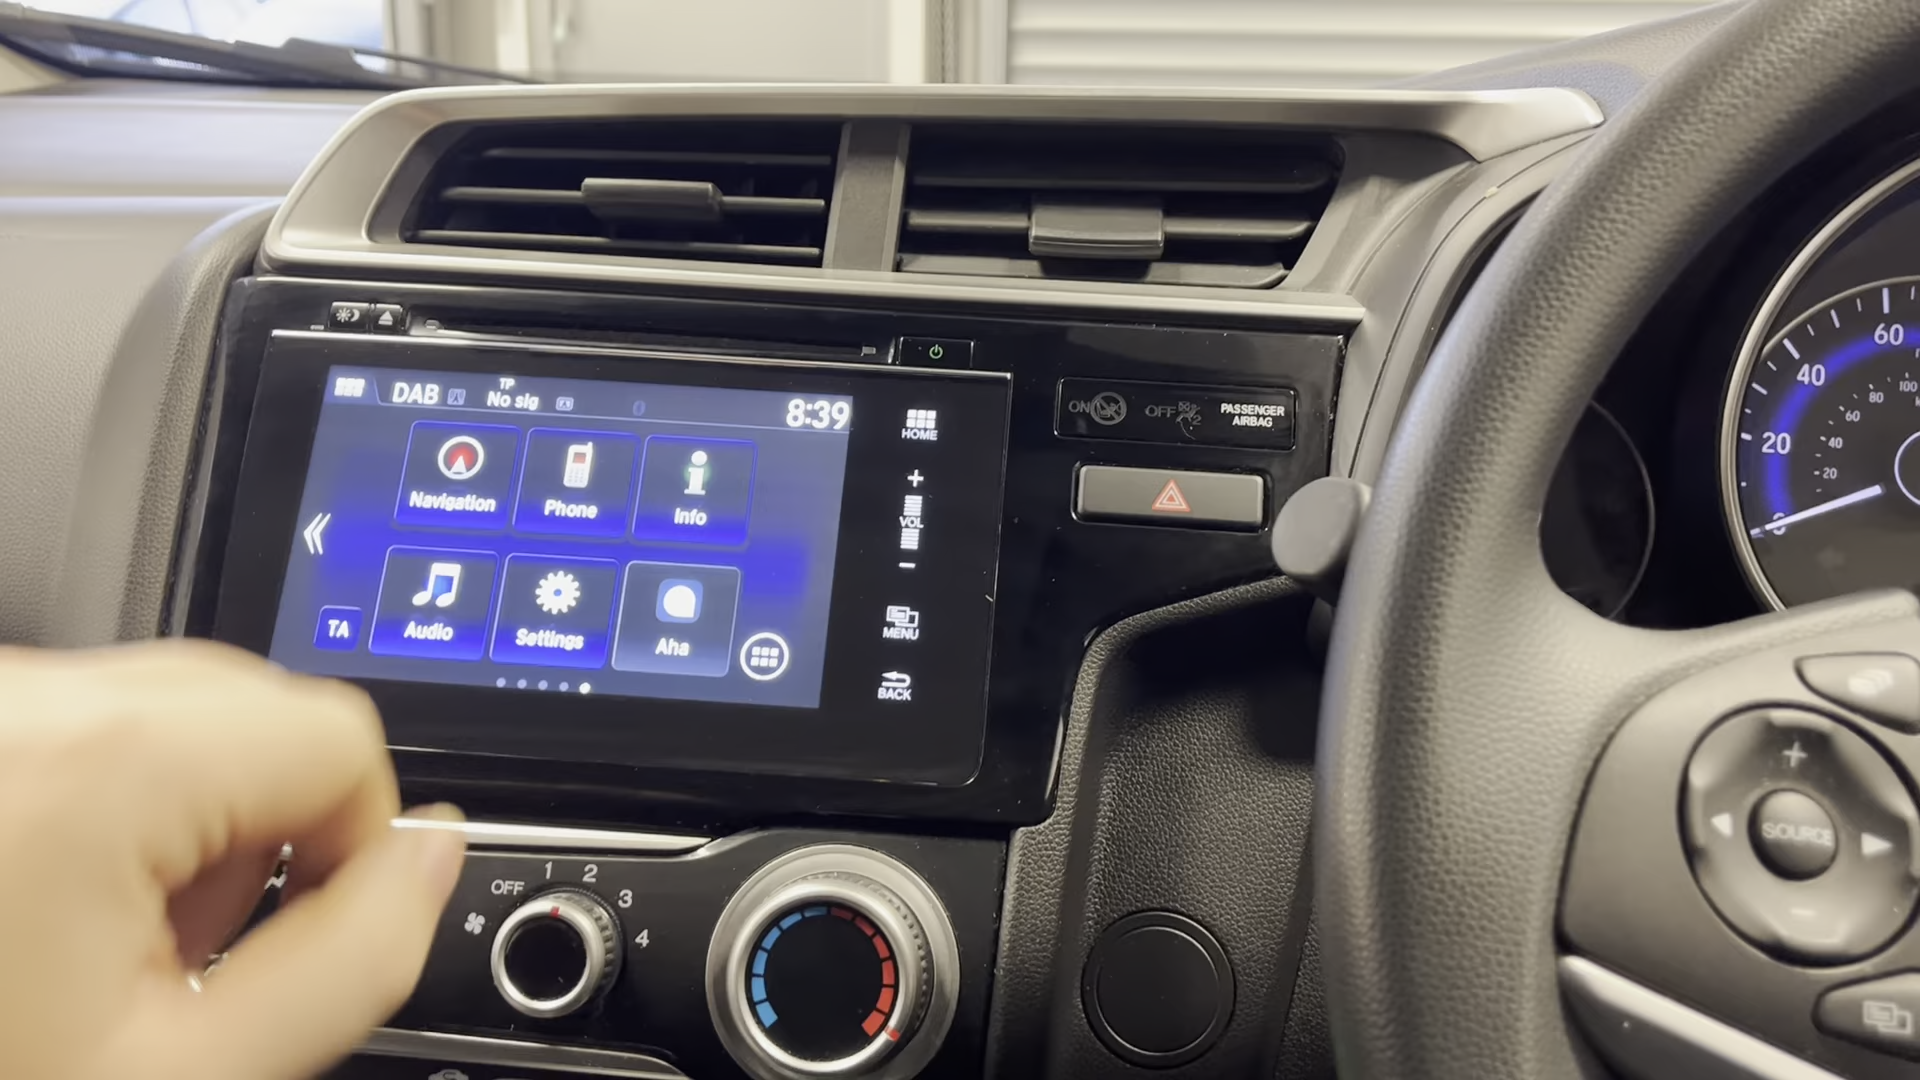 DAB
TP
No sig
8:39
Navigation
Phone
Info
Audio
Settings
Aha
TA
HOME
+
VOL
−
MENU
BACK
ON
OFF
PASSENGER
AIRBAG
OFF
1
2
3
4
60
40
20
100
80
60
40
20
+
SOURCE
−